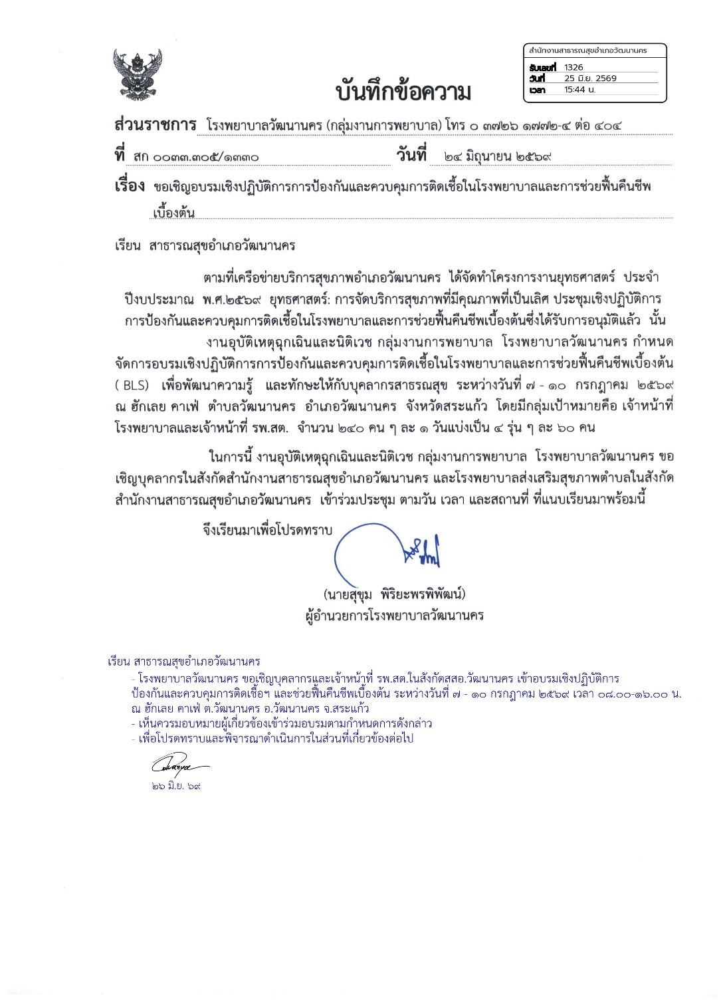 สำนักงานสาธารณสุขอำเภอวัฒนานคร
รับเลขที่ 1326
วันที่ 25 มิ.ย. 2569
เวลา 15:44 น.
บันทึกข้อความ
ส่วนราชการ โรงพยาบาลวัฒนานคร (กลุ่มงานการพยาบาล) โทร ๐ ๓๗๒๖ ๑๗๗๒-๔ ต่อ ๔๐๔
ที่ สก ๐๐๓๓.๓๐๕/๑๓๓๐ วันที่ ๒๔ มิถุนายน ๒๕๖๙
เรื่อง ขอเชิญอบรมเชิงปฏิบัติการการป้องกันและควบคุมการติดเชื้อในโรงพยาบาลและการช่วยฟื้นคืนชีพ
เบื้องต้น
เรียน สาธารณสุขอำเภอวัฒนานคร
ตามที่เครือข่ายบริการสุขภาพอำเภอวัฒนานคร ได้จัดทำโครงการงานยุทธศาสตร์ ประจำ
ปีงบประมาณ พ.ศ.๒๕๖๙ ยุทธศาสตร์: การจัดบริการสุขภาพที่มีคุณภาพที่เป็นเลิศ ประชุมเชิงปฏิบัติการ
การป้องกันและควบคุมการติดเชื้อในโรงพยาบาลและการช่วยฟื้นคืนชีพเบื้องต้นซึ่งได้รับการอนุมัติแล้ว นั้น
งานอุบัติเหตุฉุกเฉินและนิติเวช กลุ่มงานการพยาบาล โรงพยาบาลวัฒนานคร กำหนด
จัดการอบรมเชิงปฏิบัติการการป้องกันและควบคุมการติดเชื้อในโรงพยาบาลและการช่วยฟื้นคืนชีพเบื้องต้น
( BLS) เพื่อพัฒนาความรู้ และทักษะให้กับบุคลากรสาธรณสุข ระหว่างวันที่ ๗ - ๑๐ กรกฎาคม ๒๕๖๙
ณ ฮักเลย คาเฟ่ ตำบลวัฒนานคร อำเภอวัฒนานคร จังหวัดสระแก้ว โดยมีกลุ่มเป้าหมายคือ เจ้าหน้าที่
โรงพยาบาลและเจ้าหน้าที่ รพ.สต. จำนวน ๒๔๐ คน ๆ ละ ๑ วันแบ่งเป็น ๔ รุ่น ๆ ละ ๖๐ คน
ในการนี้ งานอุบัติเหตุฉุกเฉินและนิติเวช กลุ่มงานการพยาบาล โรงพยาบาลวัฒนานคร ขอ
เชิญบุคลากรในสังกัดสำนักงานสาธารณสุขอำเภอวัฒนานคร และโรงพยาบาลส่งเสริมสุขภาพตำบลในสังกัด
สำนักงานสาธารณสุขอำเภอวัฒนานคร เข้าร่วมประชุม ตามวัน เวลา และสถานที่ ที่แนบเรียนมาพร้อมนี้
จึงเรียนมาเพื่อโปรดทราบ
(นายสุขุม พิริยะพรพิพัฒน์)
ผู้อำนวยการโรงพยาบาลวัฒนานคร
เรียน สาธารณสุขอำเภอวัฒนานคร
- โรงพยาบาลวัฒนานคร ขอเชิญบุคลากรและเจ้าหน้าที่ รพ.สต.ในสังกัดสสอ.วัฒนานคร เข้าอบรมเชิงปฏิบัติการ
ป้องกันและควบคุมการติดเชื้อฯ และช่วยฟื้นคืนชีพเบื้องต้น ระหว่างวันที่ ๗ - ๑๐ กรกฎาคม ๒๕๖๙ เวลา ๐๘.๐๐-๑๖.๐๐ น.
ณ ฮักเลย คาเฟ่ ต.วัฒนานคร อ.วัฒนานคร จ.สระแก้ว
- เห็นควรมอบหมายผู้เกี่ยวข้องเข้าร่วมอบรมตามกำหนดการดังกล่าว
- เพื่อโปรดทราบและพิจารณาดำเนินการในส่วนที่เกี่ยวข้องต่อไป
๒๖ มิ.ย. ๖๙